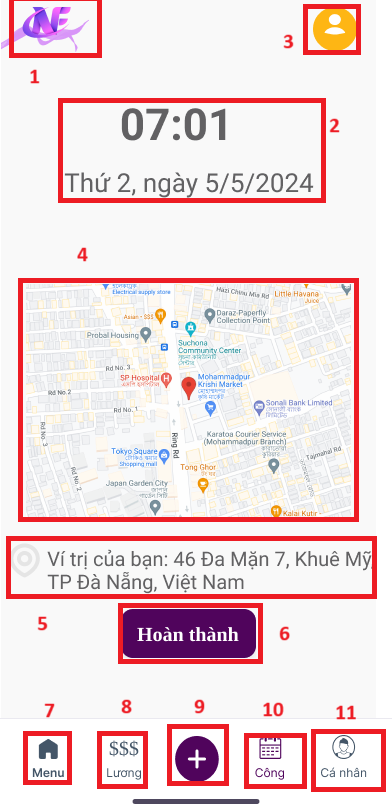 NE
3
1
07:01
2
Thứ 2, ngày 5/5/2024
4
Electrical supply store
Hazi Chinu Mia Rd
Little Havana
Juice
Asian - $$$
Daraz-Paperfly
Collection Point
Probal Housing
Suchona
Community Center
Rd No. 3
SP Hospital
Mohammadpur
Krishi Market
Rd No.2
Rd No. 1
Sonali Bank Limited
Ring Rd
Karatoa Courier Service
(Mohammadpur Branch)
Tokyo Square
Shopping mall
Tajmahal Rd
Tong Ghor
Rd No. 2
Japan Garden City
Kalai Kutir
Ví trị của bạn: 46 Đa Mặn 7, Khuê Mỹ,
TP Đà Nẵng, Việt Nam
5
Hoàn thành
6
7
8
9
10
11
Menu
$$$
Lương
Công
Cá nhân